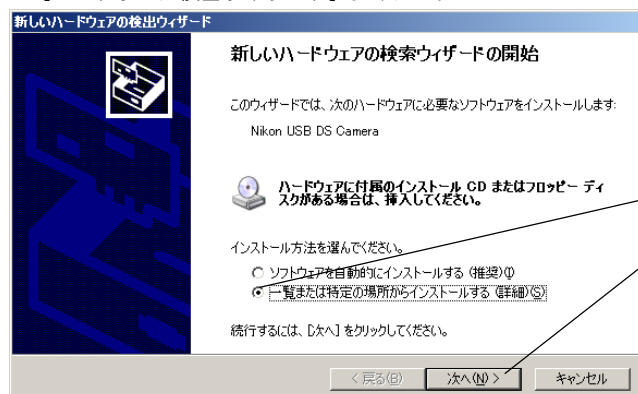 新しいハードウェアの検出ウィザード
新しいハードウェアの検索ウィザードの開始
このウィザードでは、次のハードウェアに必要なソフトウェアをインストールします:
Nikon USB DS Camera
ハードウェアに付属のインストール CD またはフロッピー ディ
スクがある場合は、挿入してください。
インストール方法を選んでください。
ソフトウェアを自動的にインストールする (推奨)(I)
一覧または特定の場所からインストールする (詳細)(S)
続行するには、[次へ] をクリックしてください。
< 戻る(B)
次へ(N) >
キャンセル